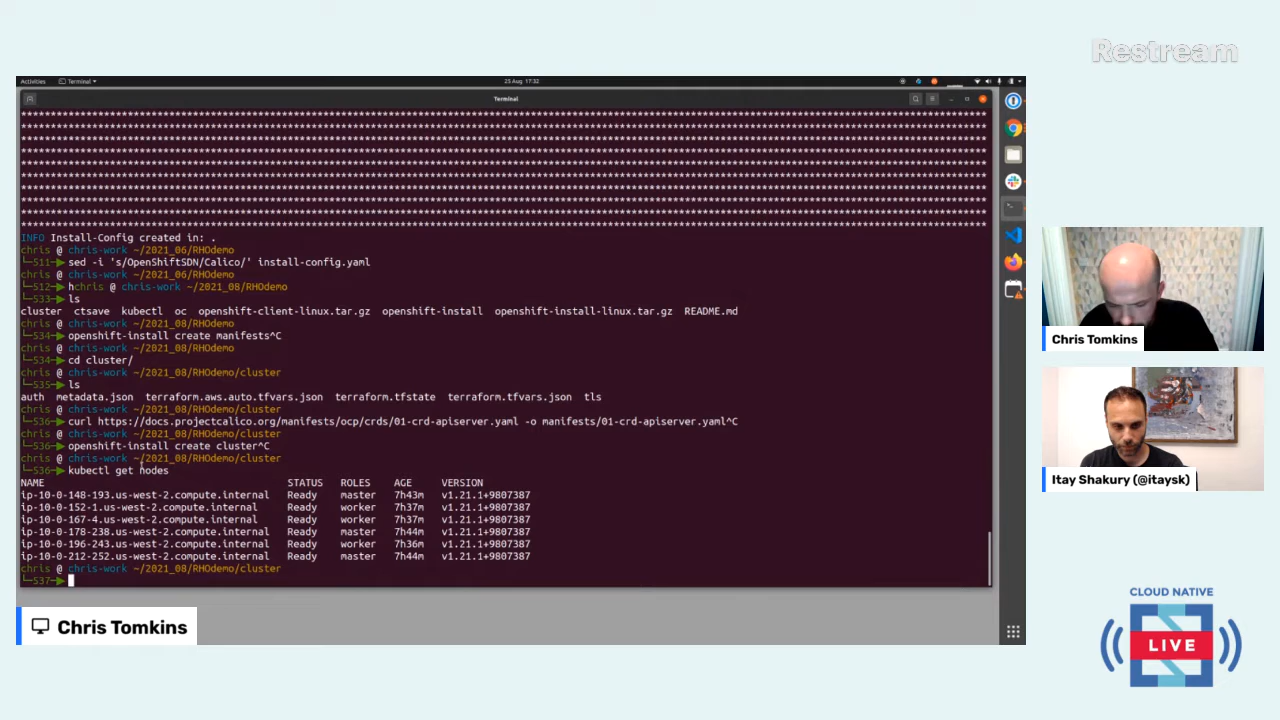 Restream
Activities Terminal 25 Aug 17:32
Terminal
****************************************************************
INFO Install-Config created in: .
chris @ chris-work ~/2021_06/RHOdemo
511 sed -i 's/OpenShiftSDN/Calico/' install-config.yaml
chris @ chris-work ~/2021_06/RHOdemo
512 hchris @ chris-work ~/2021_08/RHOdemo
533 ls
cluster ctsave kubectl oc openshift-client-linux.tar.gz openshift-install openshift-install-linux.tar.gz README.md
chris @ chris-work ~/2021_08/RHOdemo
534 openshift-install create manifests^C
chris @ chris-work ~/2021_08/RHOdemo
534 cd cluster/
chris @ chris-work ~/2021_08/RHOdemo/cluster
535 ls
auth metadata.json terraform.aws.auto.tfvars.json terraform.tfstate terraform.tfvars.json tls
chris @ chris-work ~/2021_08/RHOdemo/cluster
536 curl https://docs.projectcalico.org/manifests/ocp/crds/01-crd-apiserver.yaml -o manifests/01-crd-apiserver.yaml^C
chris @ chris-work ~/2021_08/RHOdemo/cluster
536 openshift-install create cluster^C
chris @ chris-work ~/2021_08/RHOdemo/cluster
536 kubectl get nodes
NAME STATUS ROLES AGE VERSION
ip-10-0-148-193.us-west-2.compute.internal Ready master 7h43m v1.21.1+9807387
ip-10-0-152-1.us-west-2.compute.internal Ready worker 7h37m v1.21.1+9807387
ip-10-0-167-4.us-west-2.compute.internal Ready worker 7h37m v1.21.1+9807387
ip-10-0-178-238.us-west-2.compute.internal Ready master 7h44m v1.21.1+9807387
ip-10-0-196-243.us-west-2.compute.internal Ready worker 7h36m v1.21.1+9807387
ip-10-0-212-252.us-west-2.compute.internal Ready master 7h44m v1.21.1+9807387
chris @ chris-work ~/2021_08/RHOdemo/cluster
537
Chris Tomkins
Chris Tomkins
Itay Shakury (@itaysk)
CLOUD NATIVE
LIVE